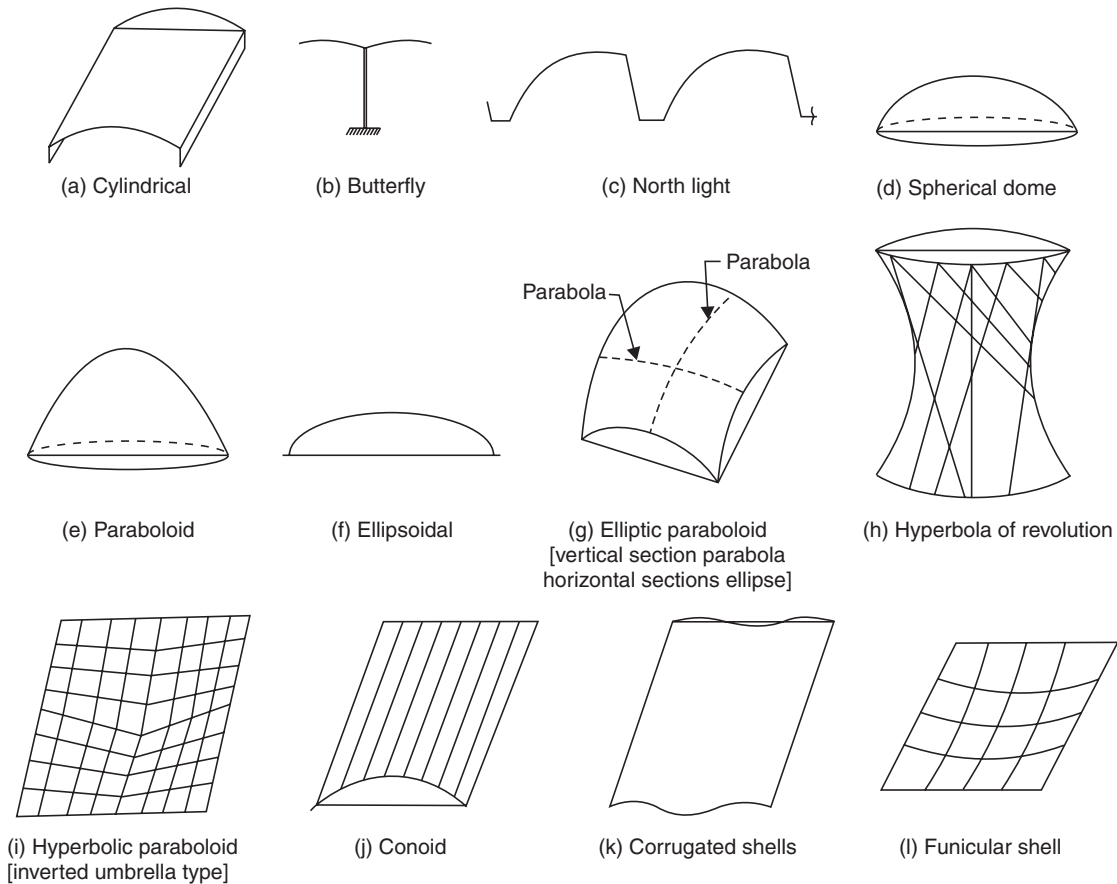 (a) Cylindrical
(b) Butterfly
(c) North light
(d) Spherical dome
Parabola
Parabola
(e) Paraboloid
(f) Ellipsoidal
(g) Elliptic paraboloid
[vertical section parabola
horizontal sections ellipse]
(h) Hyperbola of revolution
(i) Hyperbolic paraboloid
[inverted umbrella type]
(j) Conoid
(k) Corrugated shells
(l) Funicular shell